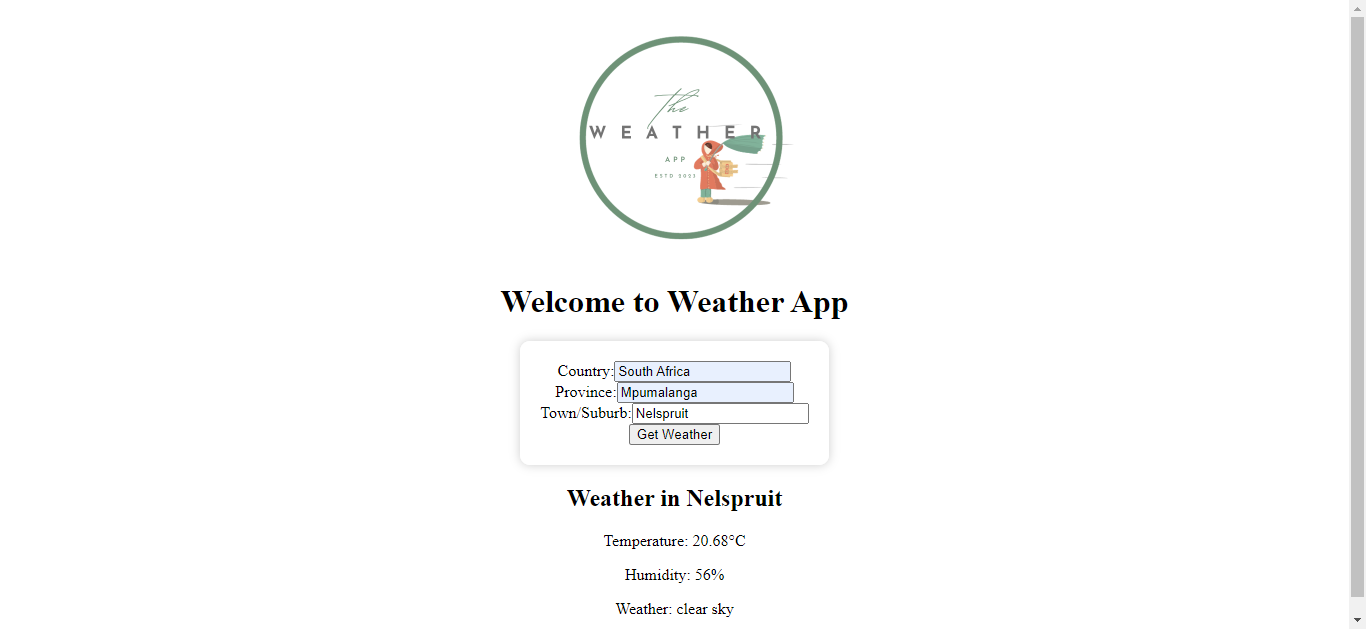 the
WEATHER
APP
ESTD 2023
Welcome to Weather App
Country: South Africa
Province: Mpumalanga
Town/Suburb: Nelspruit
Get Weather
Weather in Nelspruit
Temperature: 20.68°C
Humidity: 56%
Weather: clear sky